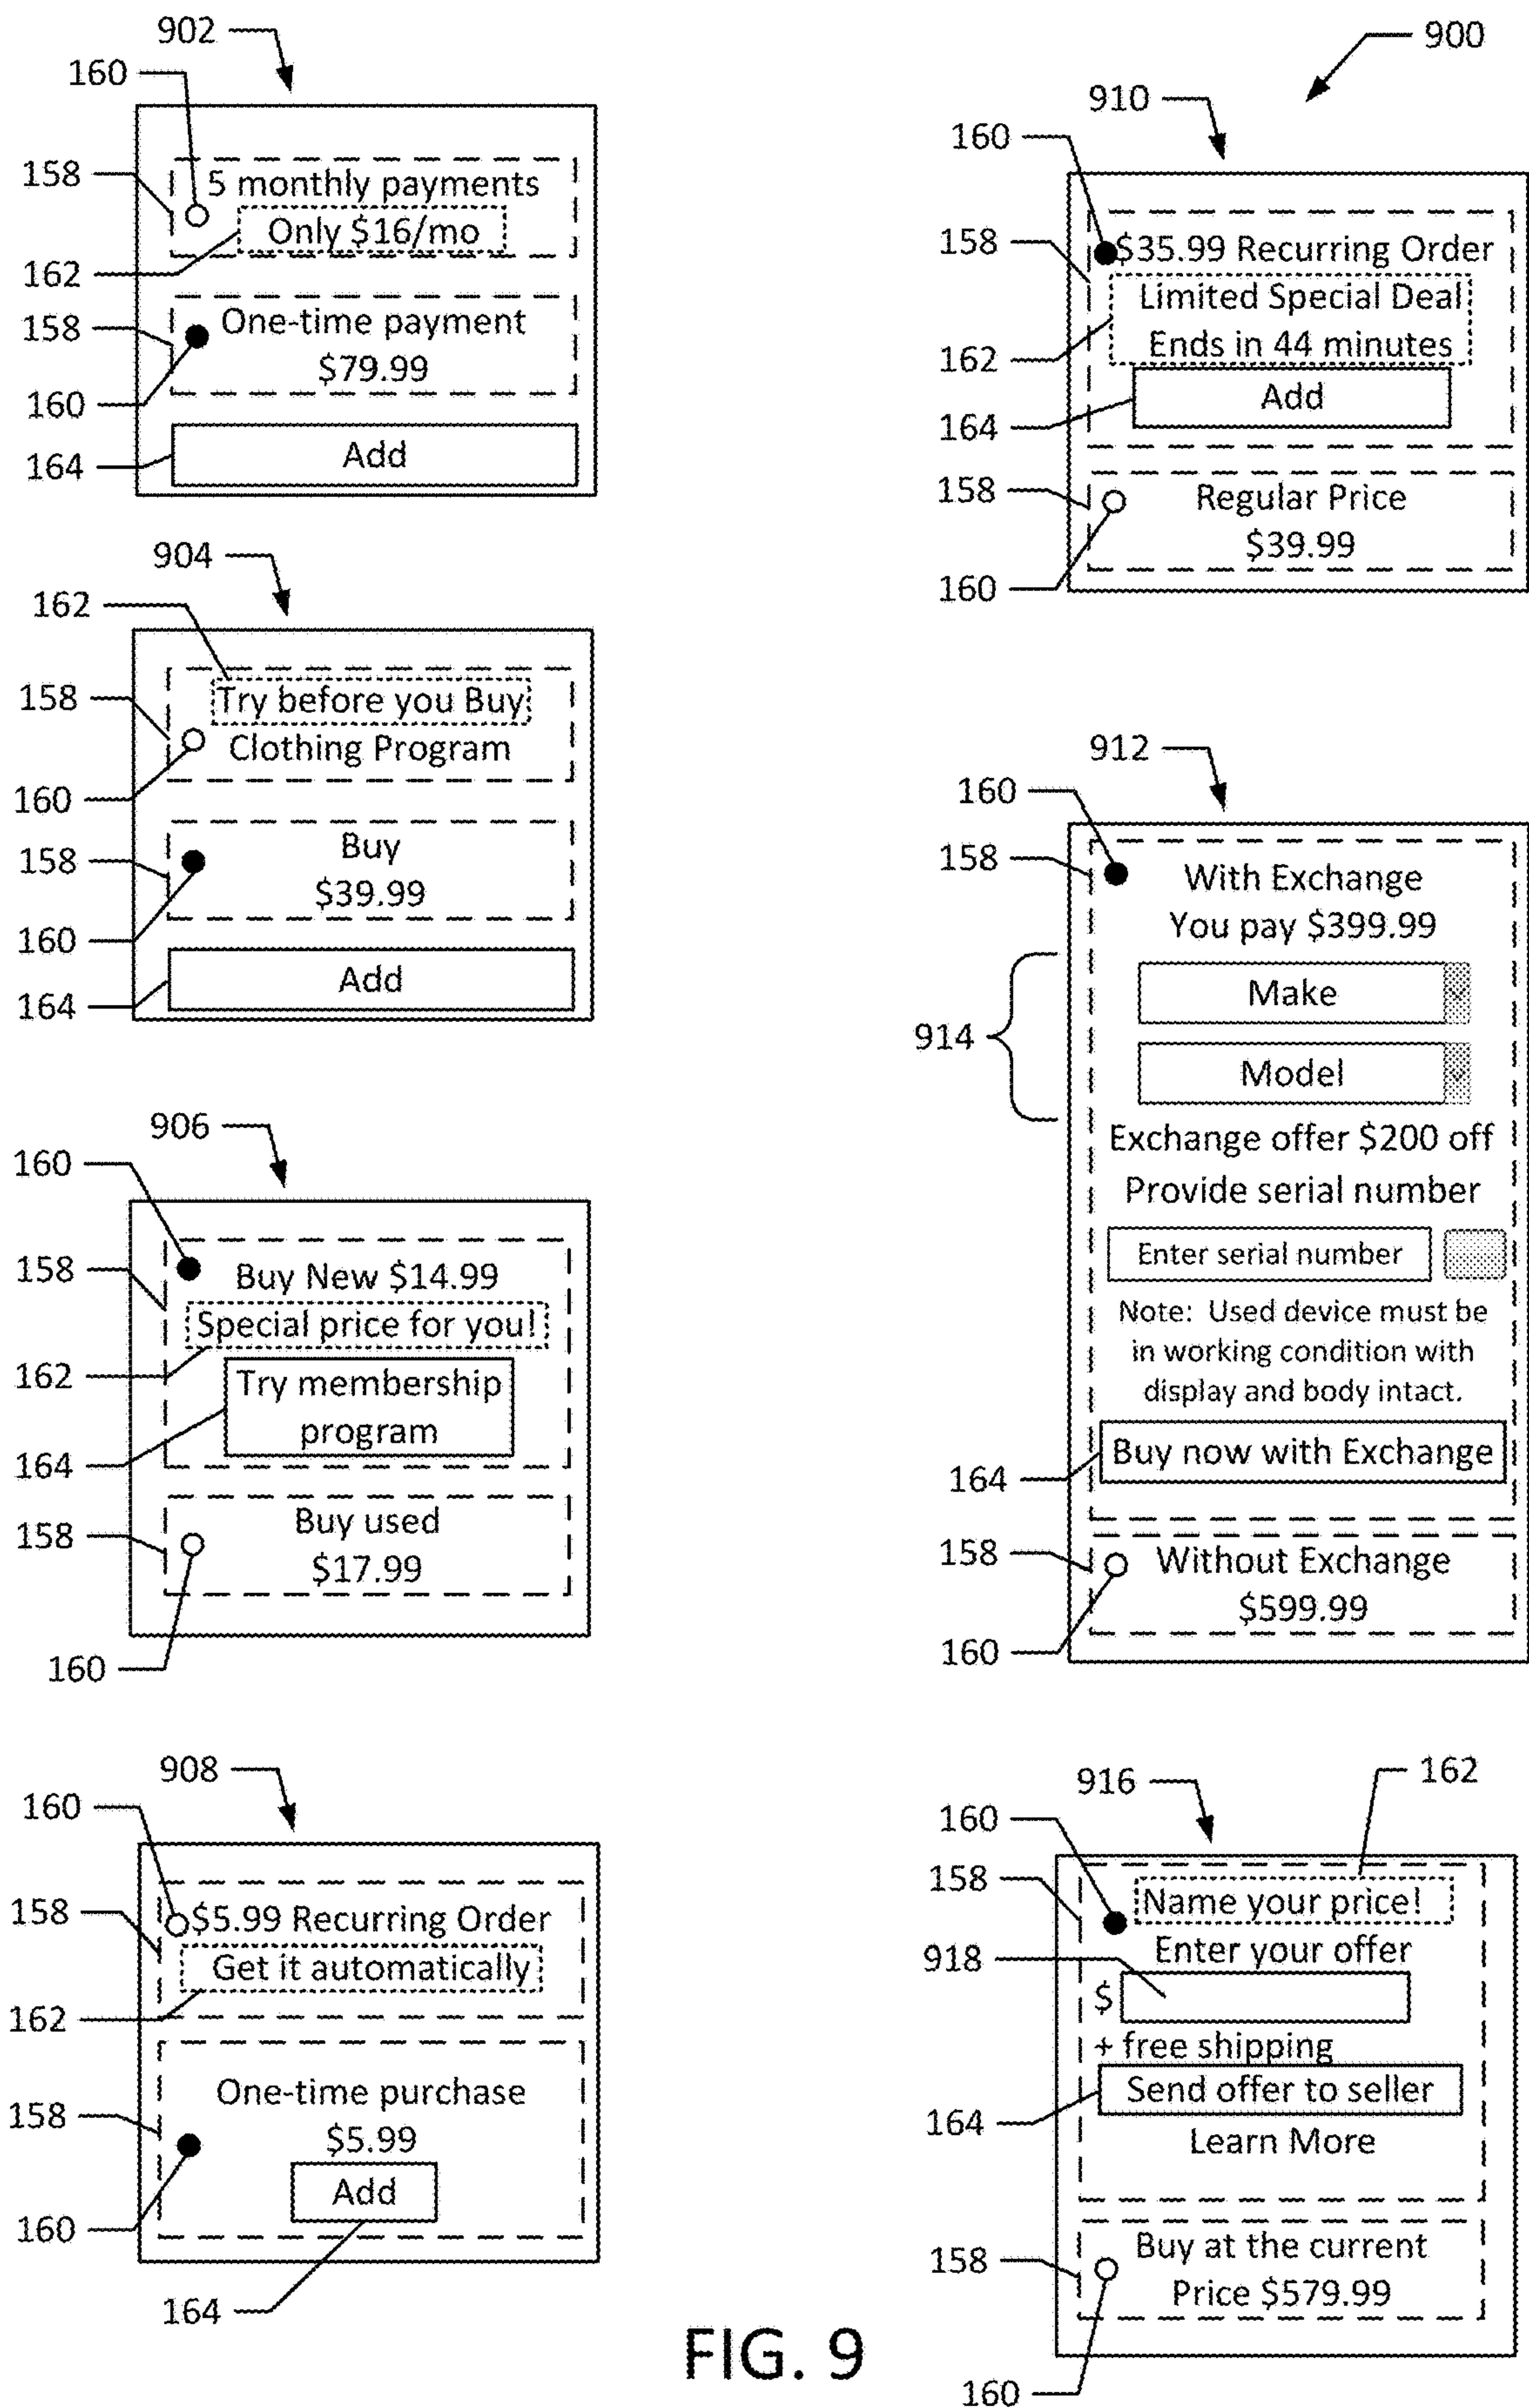 902
160
158
5 monthly payments
Only $16/mo
162
158
One-time payment
$79.99
160
164
Add
904
162
158
Try before you Buy
Clothing Program
160
158
Buy
$39.99
160
164
Add
906
160
158
Buy New $14.99
Special price for you!
162
Try membership
program
164
158
Buy used
$17.99
160
908
160
158
$5.99 Recurring Order
Get it automatically
162
158
One-time purchase
$5.99
160
Add
164
900
910
160
158
$35.99 Recurring Order
Limited Special Deal
Ends in 44 minutes
162
164
Add
158
Regular Price
$39.99
160
912
160
158
With Exchange
You pay $399.99
914
Make
Model
Exchange offer $200 off
Provide serial number
Enter serial number
Note: Used device must be
in working condition with
display and body intact.
164
Buy now with Exchange
158
Without Exchange
$599.99
160
916
162
160
158
Name your price!
Enter your offer
918
$
+ free shipping
Send offer to seller
164
Learn More
158
Buy at the current
Price $579.99
160
FIG. 9